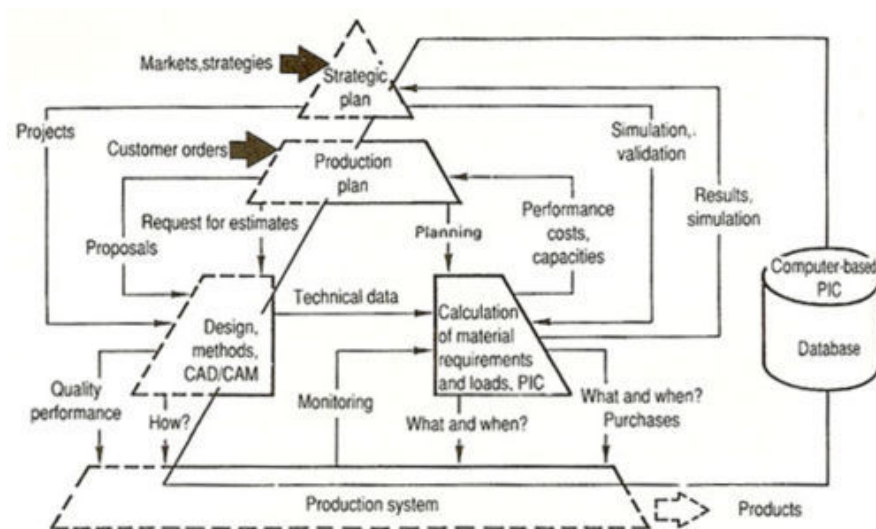 Markets,strategies
Strategic
plan
Projects
Customer orders
Production
plan
Simulation,
validation
Results,
simulation
Request for estimates
Proposals
Planning
Performance
costs,
capacities
Computer-based
PIC
Database
Technical data
Design,
methods,
CAD/CAM
Calculation
of material
requirements
and loads, PIC
Quality
performance
How?
Monitoring
What and when?
What and when?
Purchases
Production system
Products